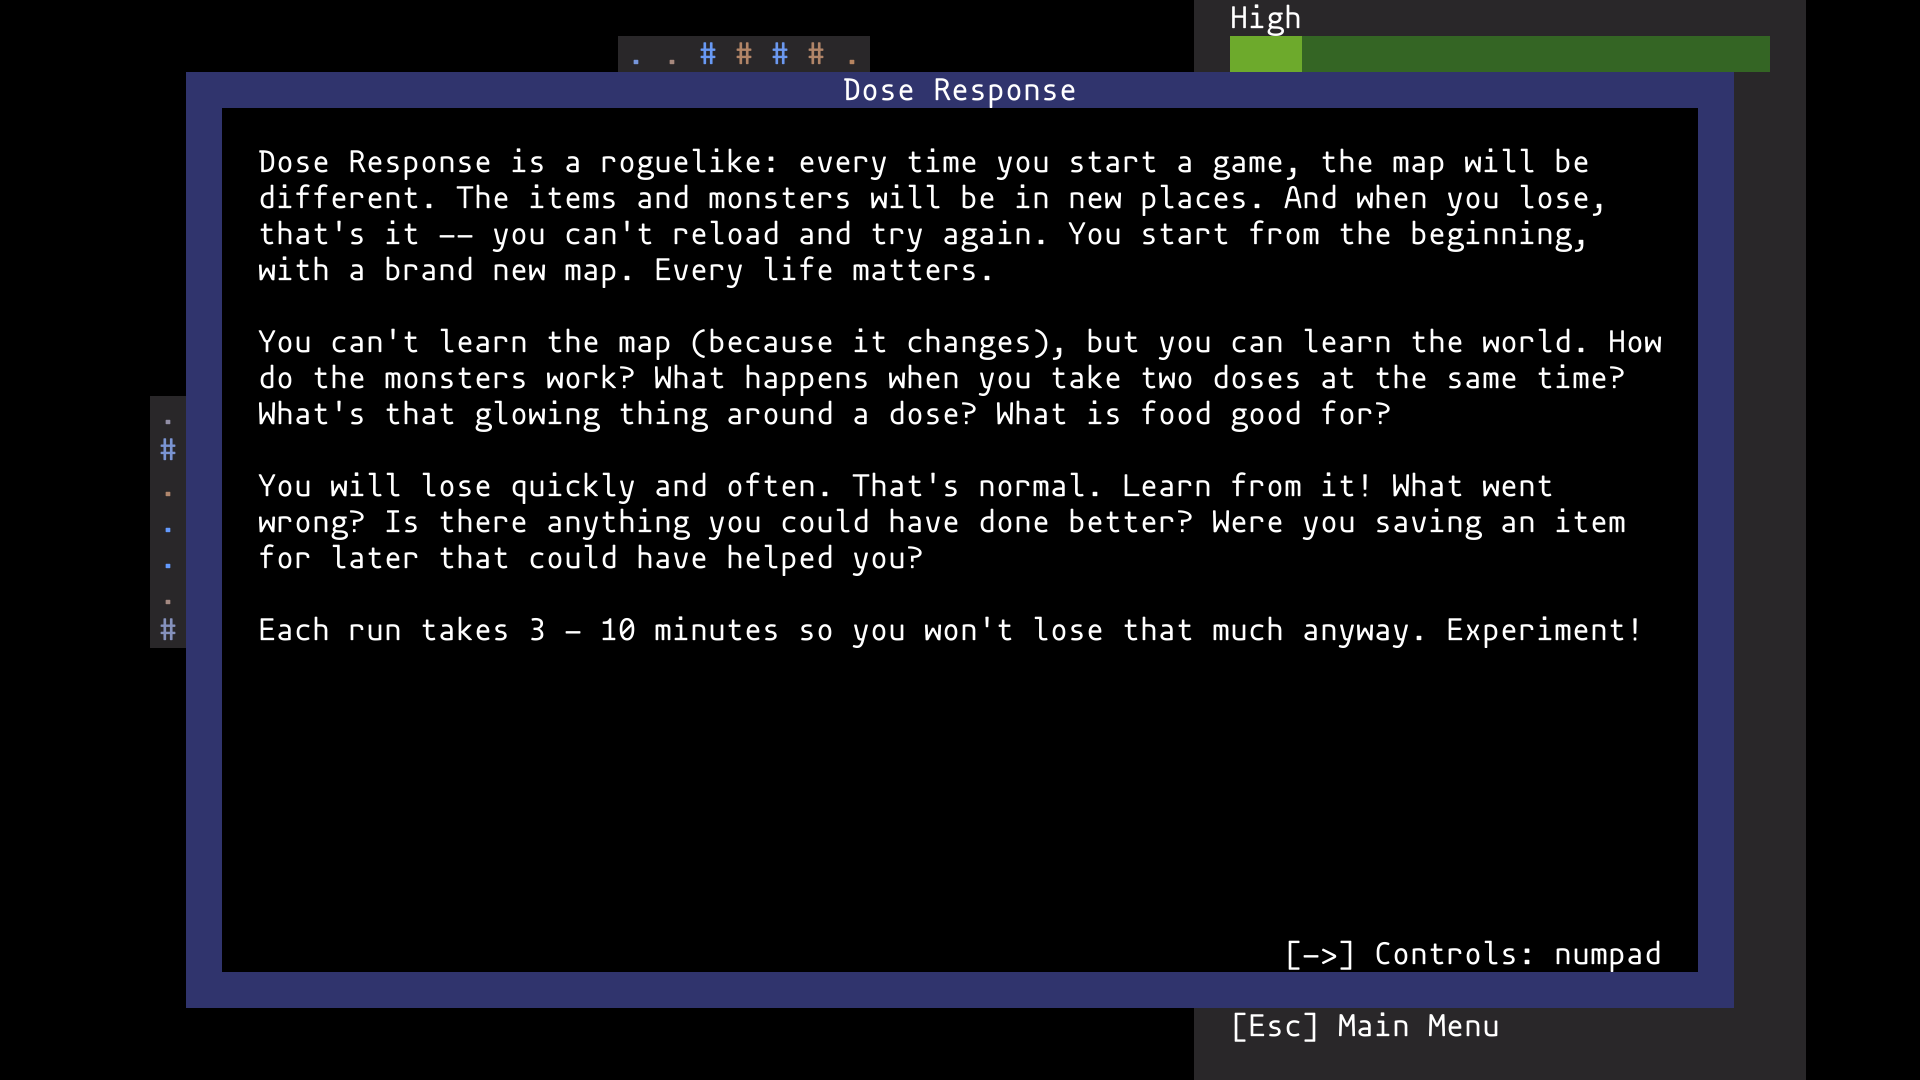 High
. . # # # # .
Dose Response
Dose Response is a roguelike: every time you start a game, the map will be
different. The items and monsters will be in new places. And when you lose,
that's it –– you can't reload and try again. You start from the beginning,
with a brand new map. Every life matters.
You can't learn the map (because it changes), but you can learn the world. How
do the monsters work? What happens when you take two doses at the same time?
What's that glowing thing around a dose? What is food good for?
You will lose quickly and often. That's normal. Learn from it! What went
wrong? Is there anything you could have done better? Were you saving an item
for later that could have helped you?
Each run takes 3 – 10 minutes so you won't lose that much anyway. Experiment!
.
#
.
.
.
.
#
[–>] Controls: numpad
[Esc] Main Menu